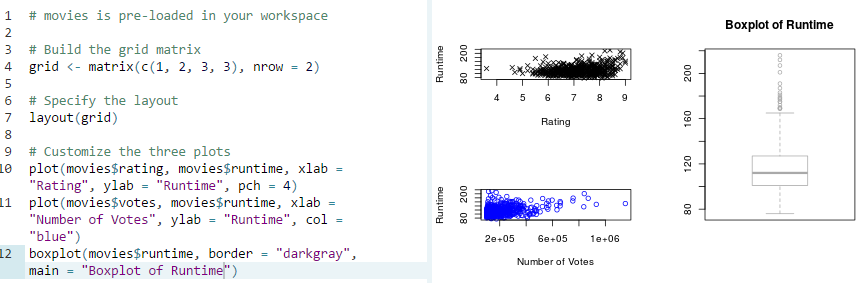 1 # movies is pre-loaded in your workspace
2
3 # Build the grid matrix
4 grid <- matrix(c(1, 2, 3, 3), nrow = 2)
5
6 # Specify the layout
7 layout(grid)
8
9 # Customize the three plots
10 plot(movies$rating, movies$runtime, xlab =
"Rating", ylab = "Runtime", pch = 4)
11 plot(movies$votes, movies$runtime, xlab =
"Number of Votes", ylab = "Runtime", col =
"blue")
12 boxplot(movies$runtime, border = "darkgray",
main = "Boxplot of Runtime")
Runtime
80 200
4 5 6 7 8 9
Rating
Runtime
80 200
2e+05 6e+05 1e+06
Number of Votes
Boxplot of Runtime
80 120 160 200